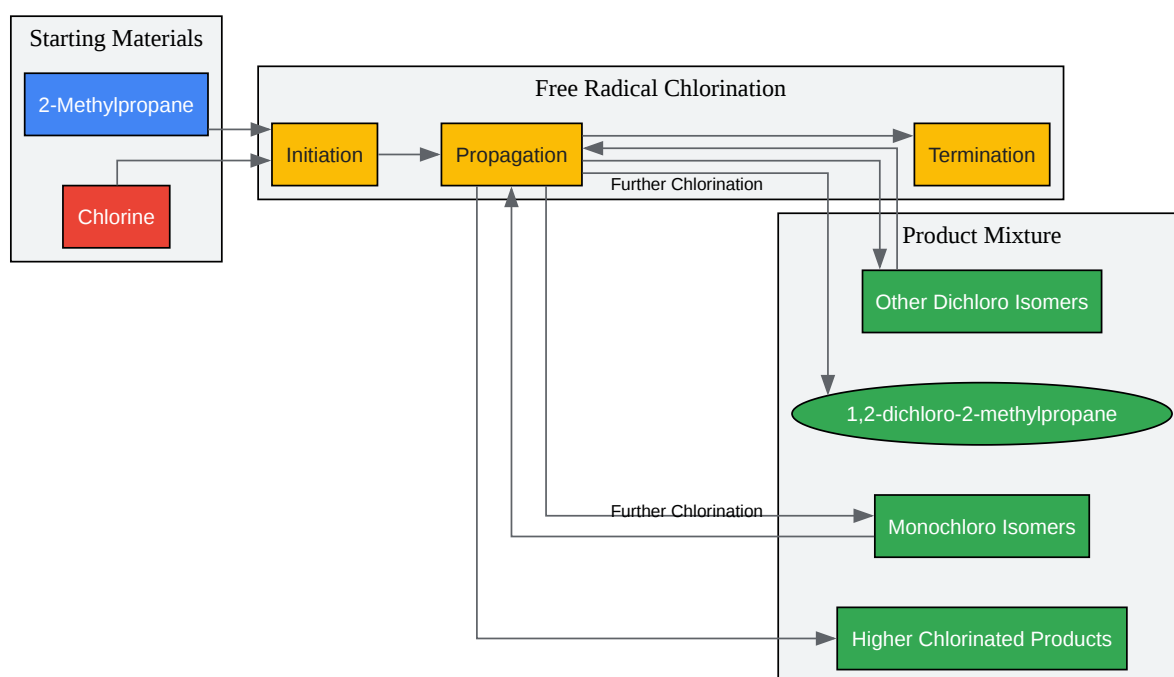 Starting Materials
2-Methylpropane
Chlorine
Free Radical Chlorination
Initiation
Propagation
Termination
Further Chlorination
Product Mixture
Other Dichloro Isomers
1,2-dichloro-2-methylpropane
Further Chlorination
Monochloro Isomers
Higher Chlorinated Products